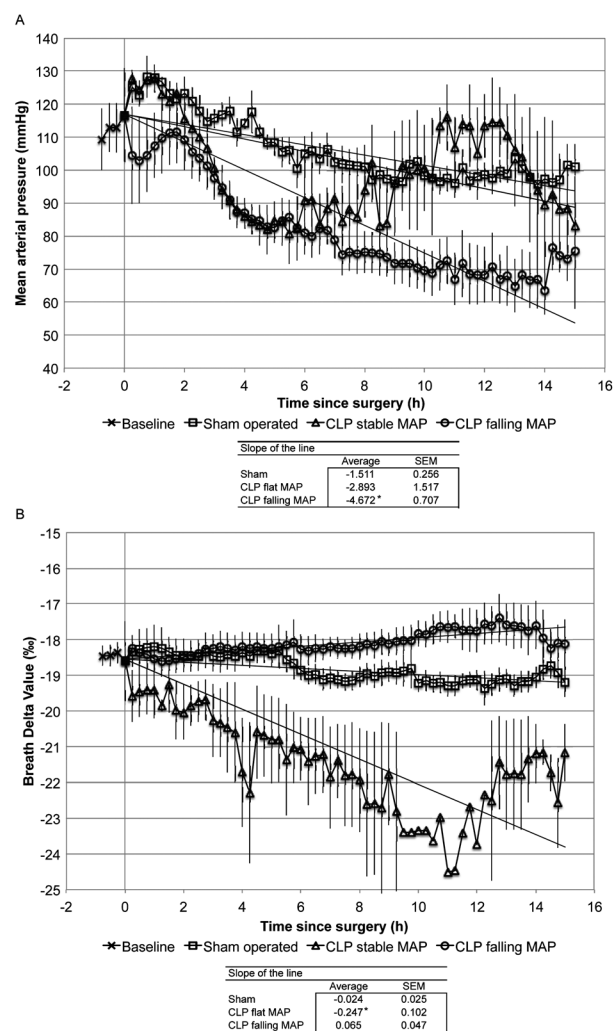 A
140
130
120
110
100
90
80
70
60
50
40
Mean arterial pressure (mmHg)
-2 0 2 4 6 8 10 12 14 16
Time since surgery (h)
Baseline Sham operated CLP stable MAP CLP falling MAP
Slope of the line
Average SEM
Sham -1.511 0.256
CLP flat MAP -2.893 1.517
CLP falling MAP -4.672* 0.707
B
-15
-16
-17
-18
-19
-20
-21
-22
-23
-24
-25
Breath Delta Value (‰)
-2 0 2 4 6 8 10 12 14 16
Time since surgery (h)
Baseline Sham operated CLP stable MAP CLP falling MAP
Slope of the line
Average SEM
Sham -0.024 0.025
CLP flat MAP -0.247* 0.102
CLP falling MAP 0.065 0.047